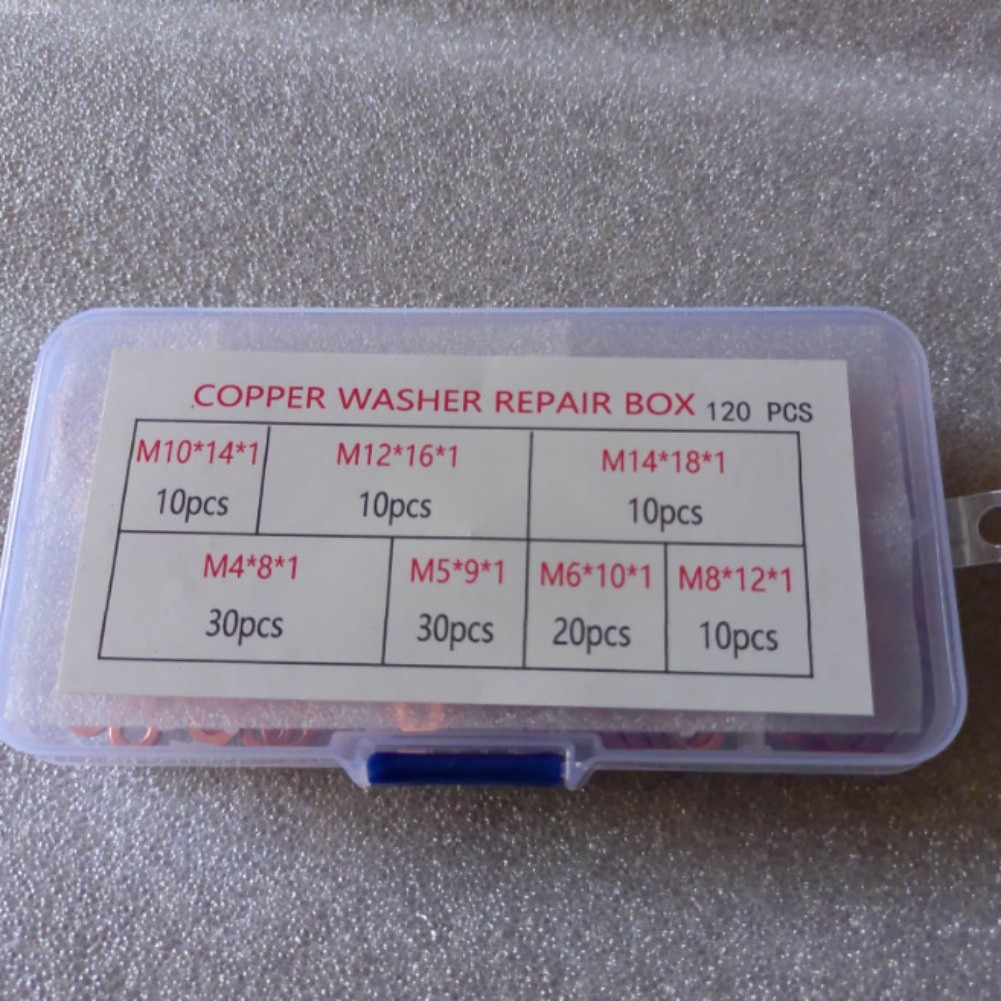 COPPER WASHER REPAIR BOX 120 PCS
M10*14*1 M12*16*1 M14*18*1
10pcs 10pcs 10pcs
M4*8*1 M5*9*1 M6*10*1 M8*12*1
30pcs 30pcs 20pcs 10pcs